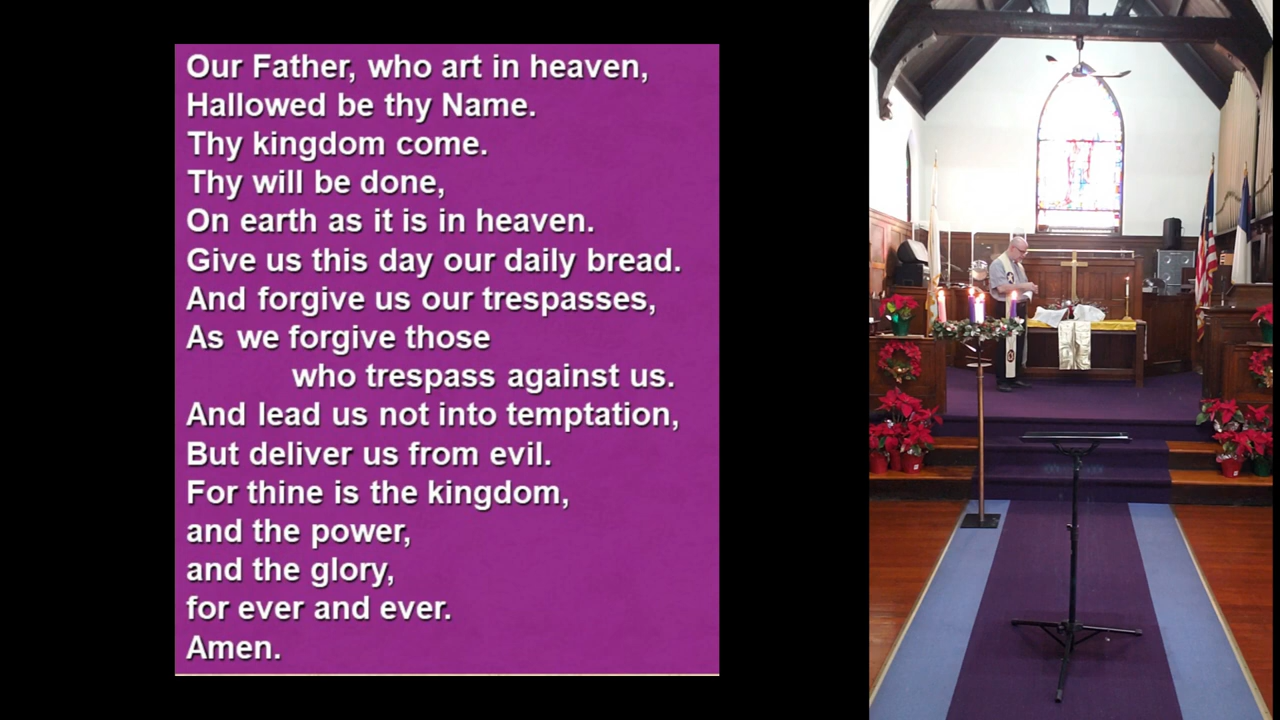 Our Father, who art in heaven,
Hallowed be thy Name.
Thy kingdom come.
Thy will be done,
On earth as it is in heaven.
Give us this day our daily bread.
And forgive us our trespasses,
As we forgive those
who trespass against us.
And lead us not into temptation,
But deliver us from evil.
For thine is the kingdom,
and the power,
and the glory,
for ever and ever.
Amen.